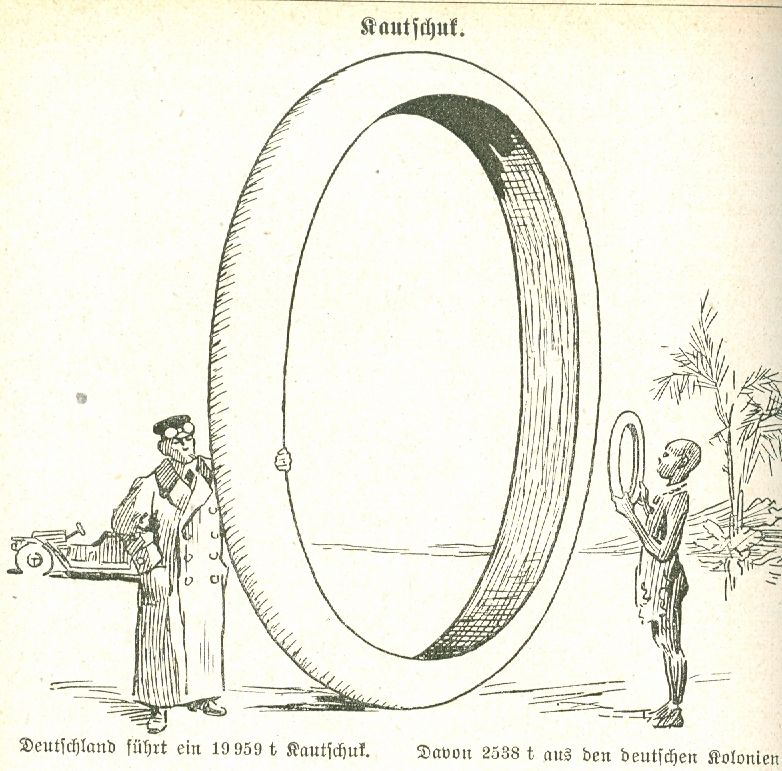 Kautschuk.
Deutschland führt ein 19959 t Kautschuk.
Davon 2538 t aus den deutschen Kolonien